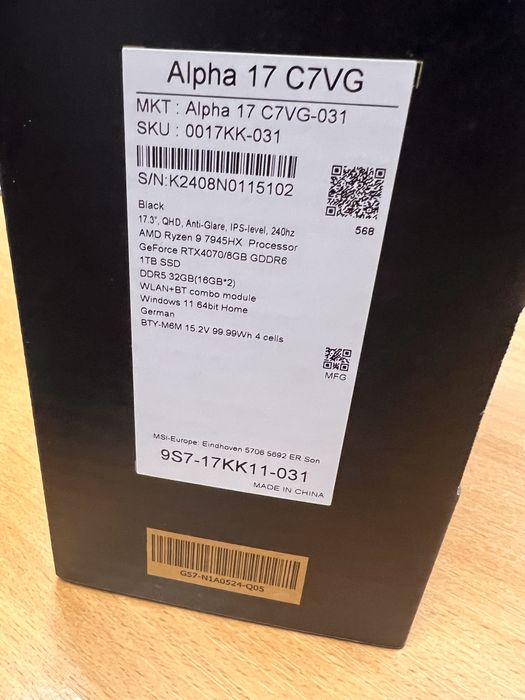 Alpha 17 C7VG
MKT : Alpha 17 C7VG-031
SKU : 0017KK-031
S/N:K2408N0115102
568
Black
17.3", QHD, Anti-Glare, IPS-level, 240hz
AMD Ryzen 9 7945HX Processor
GeForce RTX4070/8GB GDDR6
1TB SSD
DDR5 32GB(16GB*2)
WLAN+BT combo module
Windows 11 64bit Home
German
BTY-M6M 15.2V 99.99Wh 4 cells
MFG
MSI-Europe: Eindhoven 5706 5692 ER.Son
9S7-17KK11-031
MADE IN CHINA
G57-N1A0524-Q05